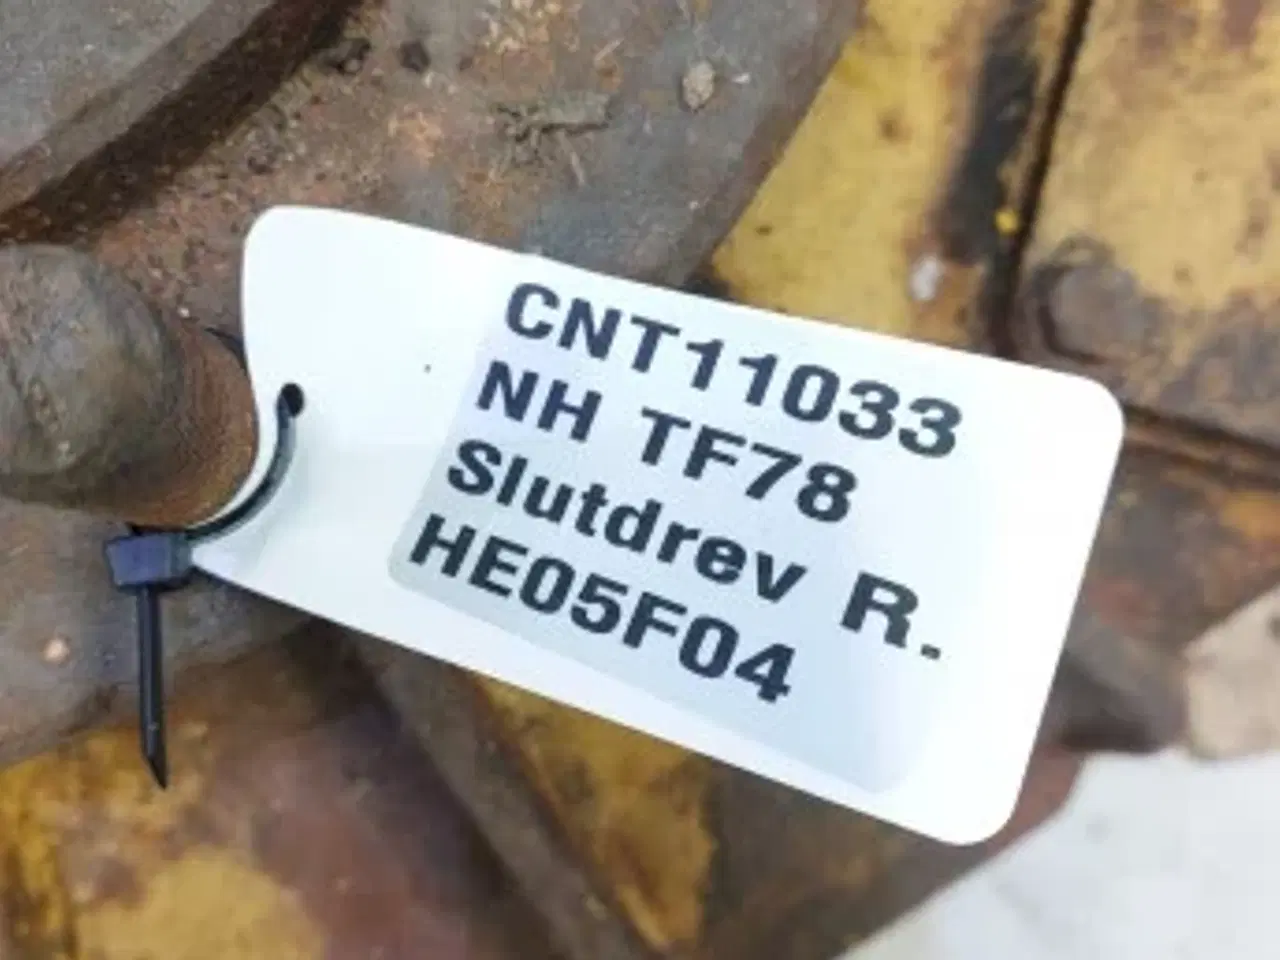 CNT11033
NH TF78
Slutdrev R.
HE05F04